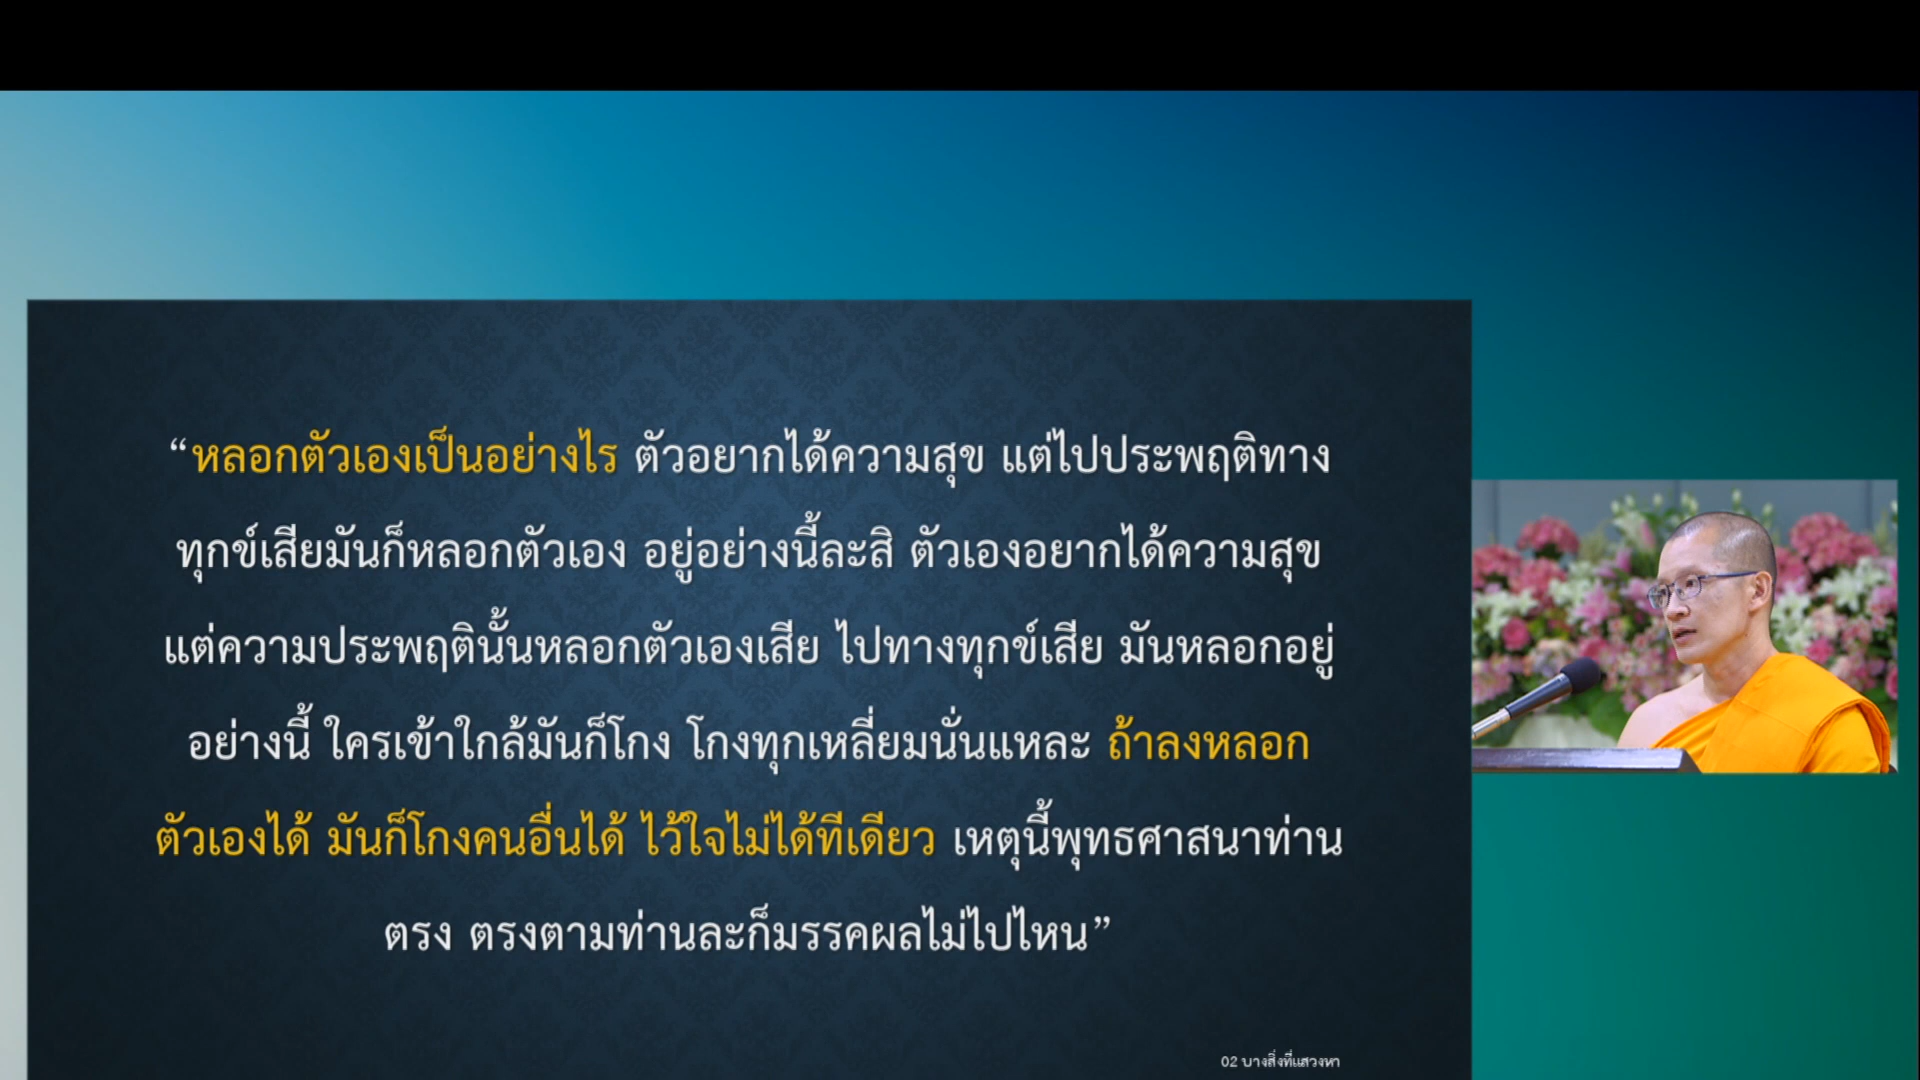 “หลอกตัวเองเป็นอย่างไร ตัวอยากได้ความสุข แต่ไปประพฤติทาง
ทุกข์เสียมันก็หลอกตัวเอง อยู่อย่างนี้ละสิ ตัวเองอยากได้ความสุข
แต่ความประพฤตินั้นหลอกตัวเองเสีย ไปทางทุกข์เสีย มันหลอกอยู่
อย่างนี้ ใครเข้าใกล้มันก็โกง โกงทุกเหลี่ยมนั่นแหละ ถ้าลงหลอก
ตัวเองได้ มันก็โกงคนอื่นได้ ไว้ใจไม่ได้ทีเดียว เหตุนี้พุทธศาสนาท่าน
ตรง ตรงตามท่านละก็มรรคผลไม่ไปไหน”
02 บางสิ่งที่แสวงหา